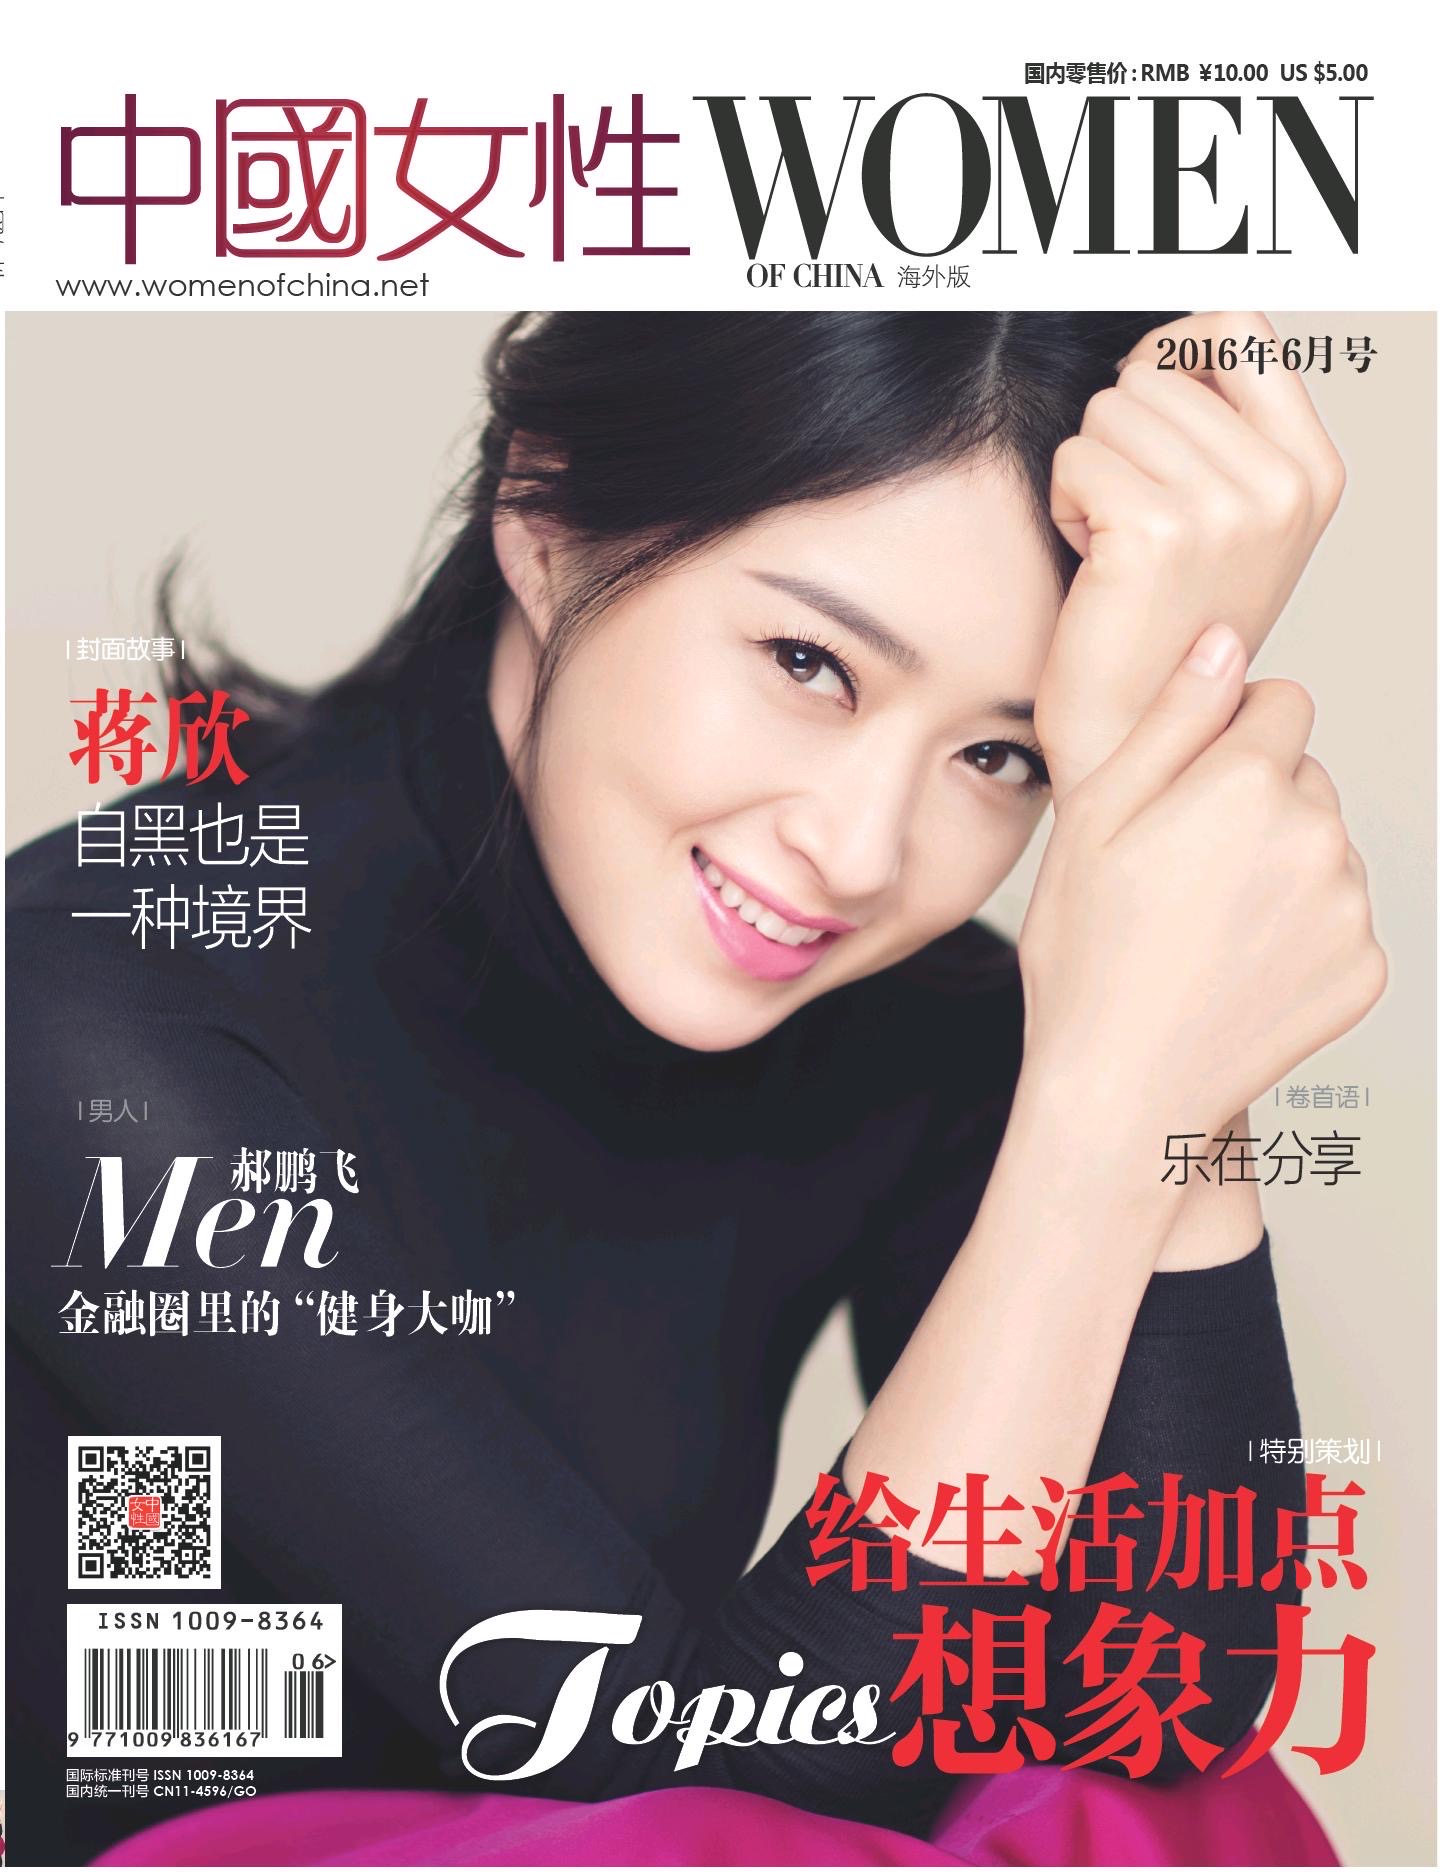 国内零售价：RMB ¥10.00 US $5.00
中國女性 WOMEN
OF CHINA 海外版
www.womenofchina.net
2016年6月号
封面故事
蒋欣
自黑也是
一种境界
男人
Men 郝鹏飞
金融圈里的“健身大咖”
卷首语
乐在分享
特别策划
给生活加点
Topics 想象力
中國
女性
ISSN 1009-8364
06>
9 771009 836167
国际标准刊号 ISSN 1009-8364
国内统一刊号 CN11-4596/GO